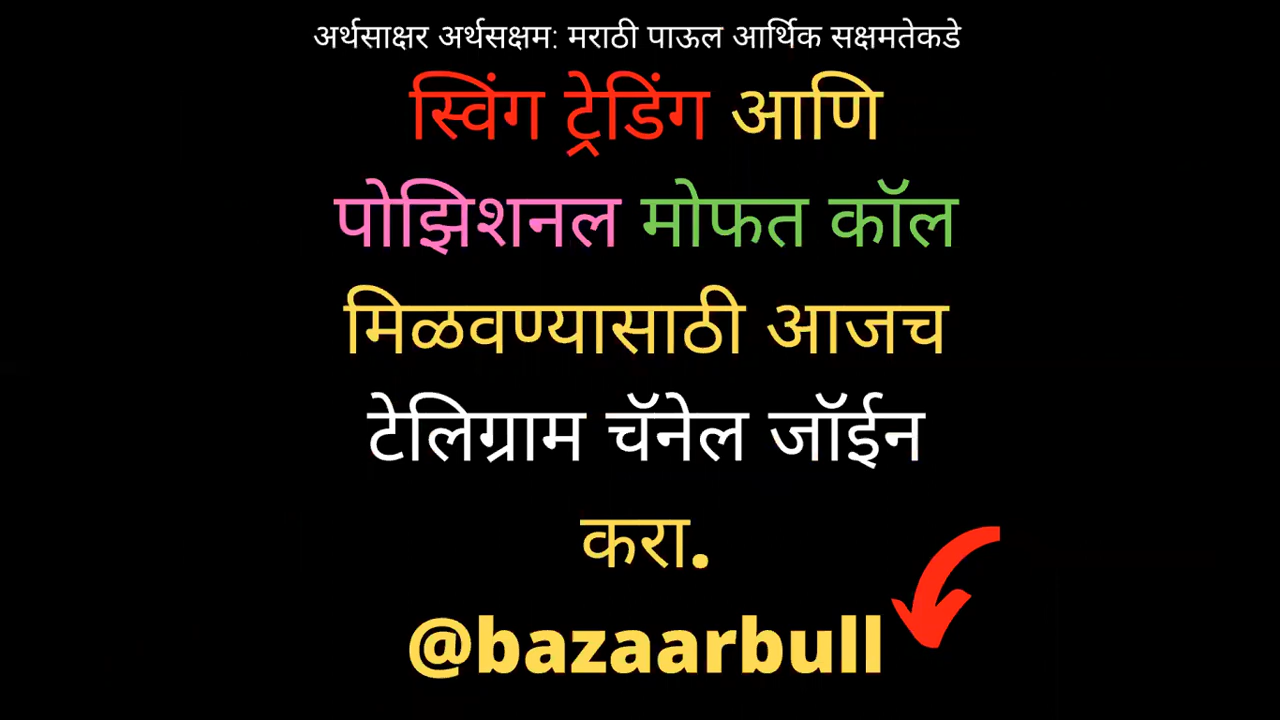 अर्थसाक्षर अर्थसक्षम: मराठी पाऊल आर्थिक सक्षमतेकडे
स्विंग ट्रेडिंग आणि
पोझिशनल मोफत कॉल
मिळवण्यासाठी आजच
टेलिग्राम चॅनेल जॉईन
करा.
@bazaarbull